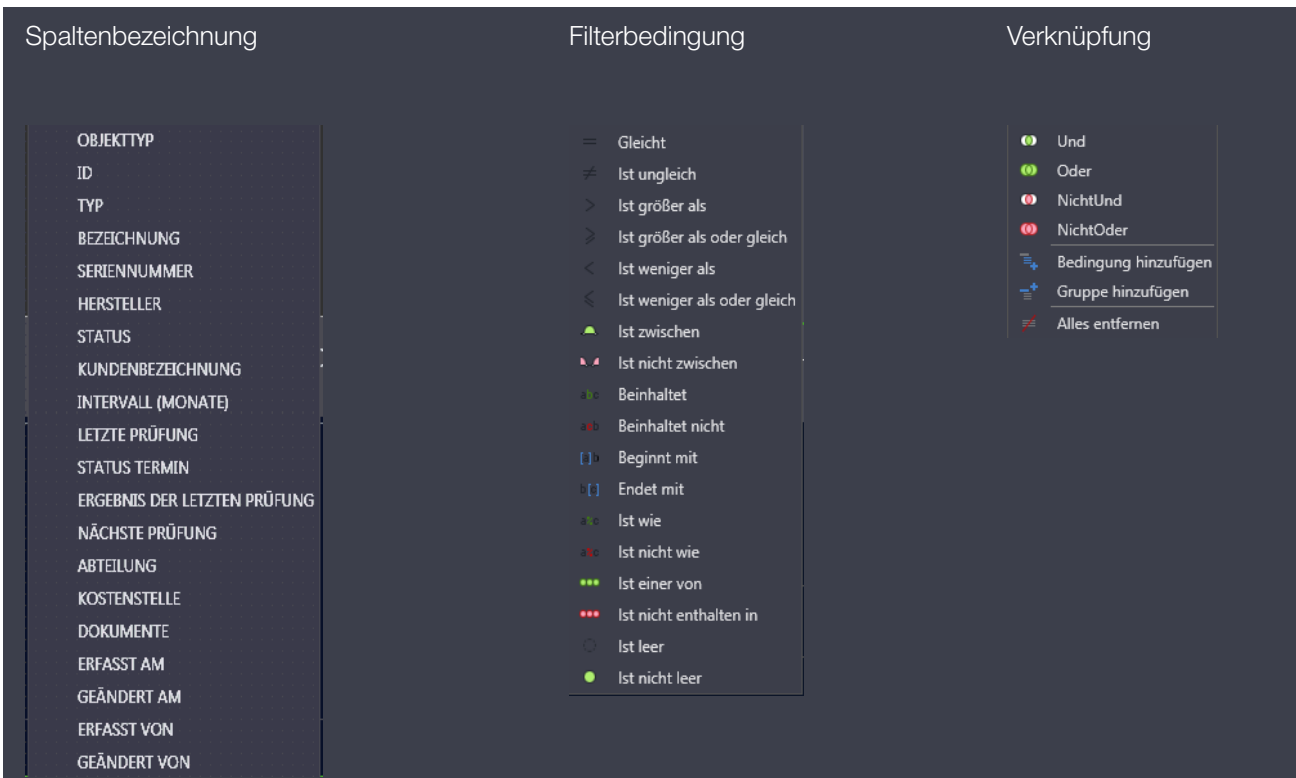 Spaltenbezeichnung
OBJEKTTYP
ID
TYP
BEZEICHNUNG
SERIENNUMMER
HERSTELLER
STATUS
KUNDENBEZEICHNUNG
INTERVALL (MONATE)
LETZTE PRÜFUNG
STATUS TERMIN
ERGEBNIS DER LETZTEN PRÜFUNG
NÄCHSTE PRÜFUNG
ABTEILUNG
KOSTENSTELLE
DOKUMENTE
ERFASST AM
GEÄNDERT AM
ERFASST VON
GEÄNDERT VON
Filterbedingung
Gleicht
Ist ungleich
Ist größer als
Ist größer als oder gleich
Ist weniger als
Ist weniger als oder gleich
Ist zwischen
Ist nicht zwischen
Beinhaltet
Beinhaltet nicht
Beginnt mit
Endet mit
Ist wie
Ist nicht wie
Ist einer von
Ist nicht enthalten in
Ist leer
Ist nicht leer
Verknüpfung
Und
Oder
NichtUnd
NichtOder
Bedingung hinzufügen
Gruppe hinzufügen
Alles entfernen